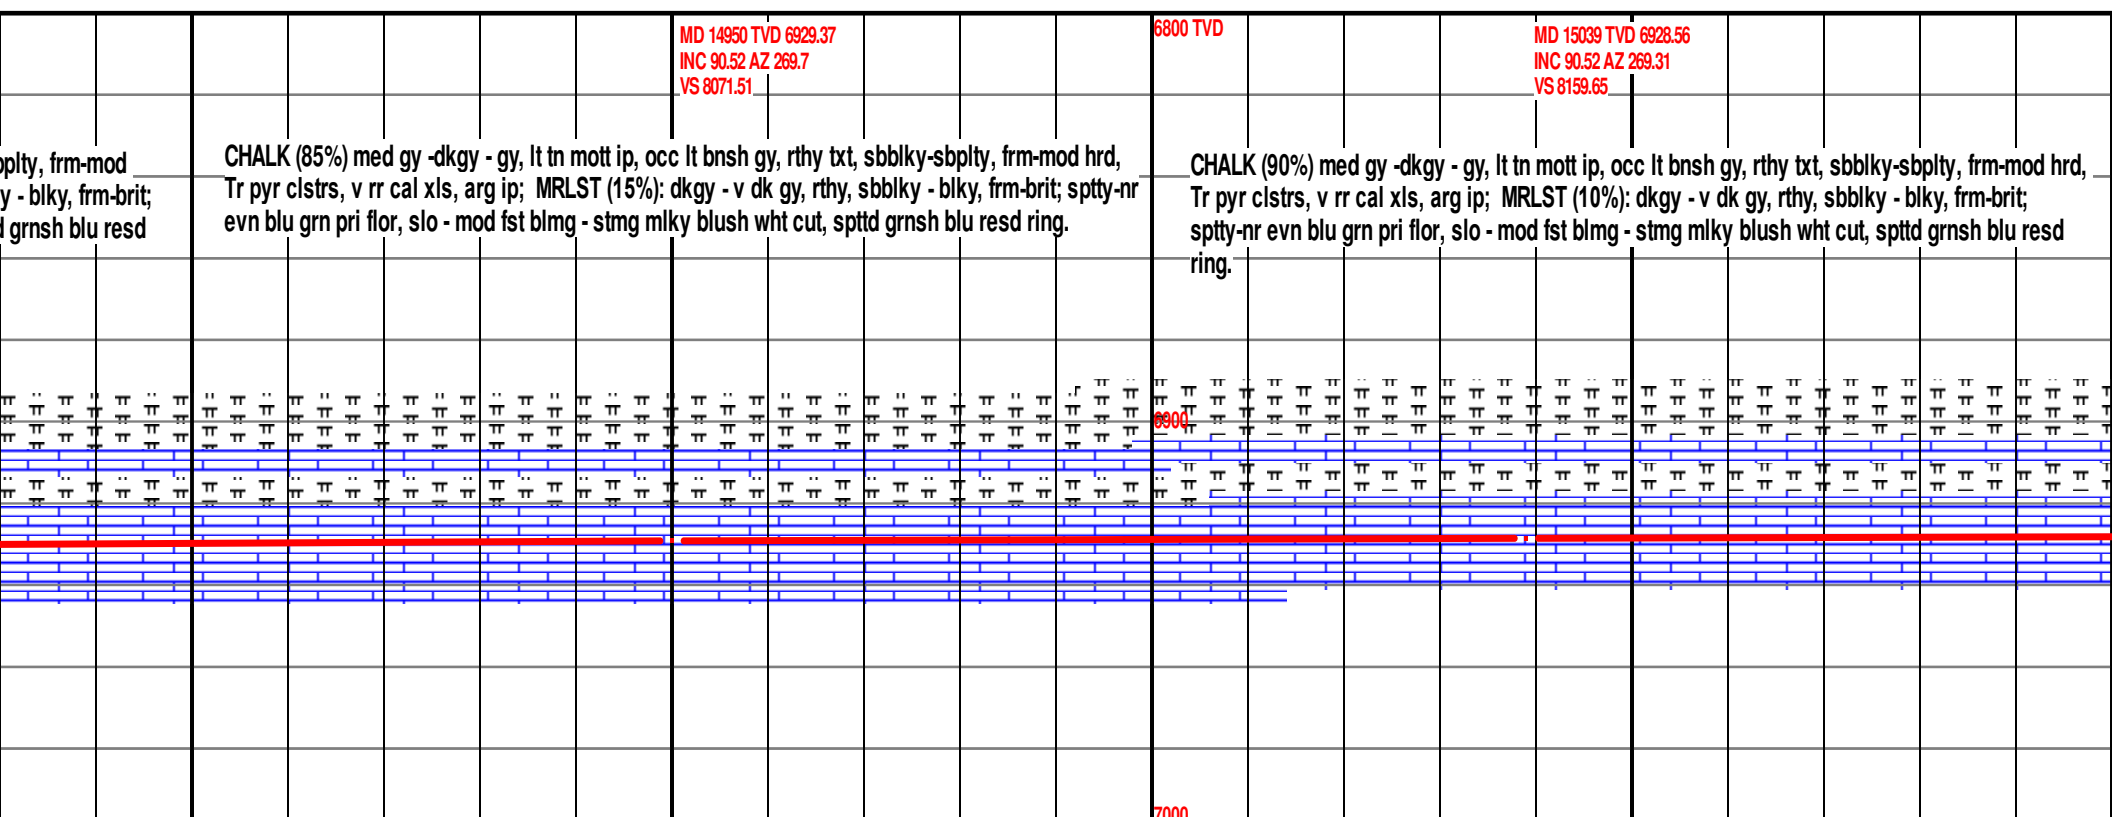 MD 14950 TVD 6929.37
INC 90.52 AZ 269.7
VS 8071.51
6800 TVD
MD 15039 TVD 6928.56
INC 90.52 AZ 269.31
VS 8159.65
frm-mod
y - blky, frm-brit;
grnsh blu resd
CHALK (85%) med gy -dkgy - gy, lt tn mott ip, occ lt bnsh gy, rthy txt, sbblky-sbplty, frm-mod hrd,
Tr pyr clstrs, v rr cal xls, arg ip;  MRLST (15%): dkgy - v dk gy, rthy, sbblky - blky, frm-brit; sptty-nr
evn blu grn pri flor, slo - mod fst blmg - stmg mlky blush wht cut, spttd grnsh blu resd ring.
CHALK (90%) med gy -dkgy - gy, lt tn mott ip, occ lt bnsh gy, rthy txt, sbblky-sbplty, frm-mod hrd,
Tr pyr clstrs, v rr cal xls, arg ip;  MRLST (10%): dkgy - v dk gy, rthy, sbblky - blky, frm-brit;
sptty-nr evn blu grn pri flor, slo - mod fst blmg - stmg mlky blush wht cut, spttd grnsh blu resd
ring.
6900
7000